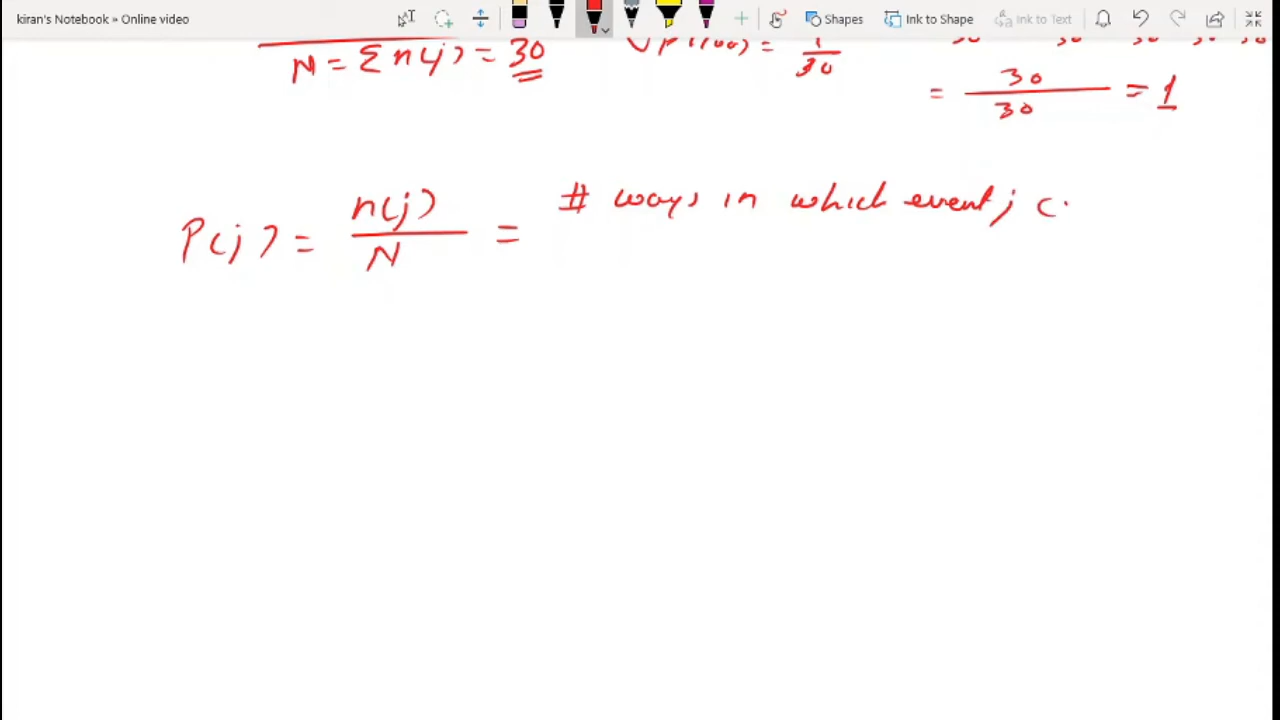 kiran's Notebook » Online video
Shapes
Ink to Shape
Ink to Text
N = Σ n(j) = 30
= 1/30
= 30/30 = 1
P(j) = n(j)/N = # ways in which event j c